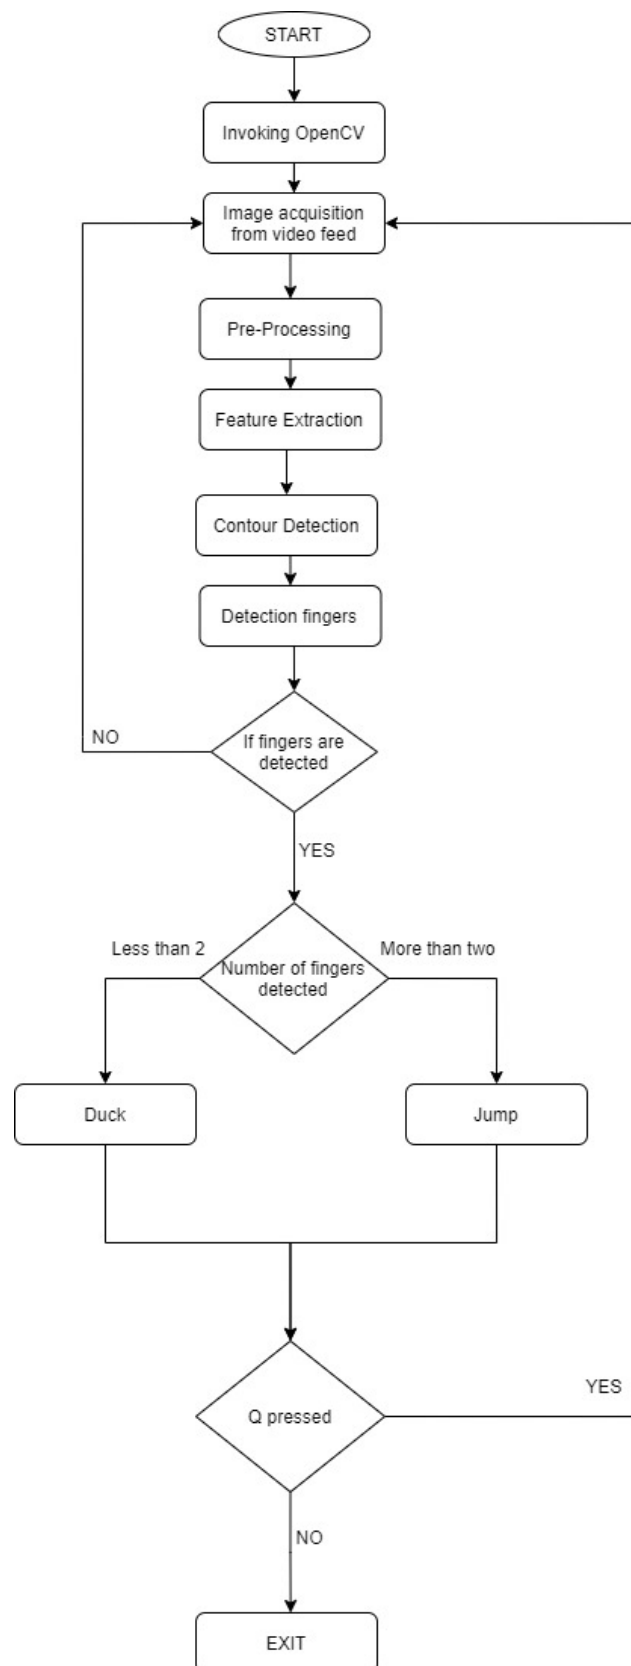 START
Invoking OpenCV
Image acquisition
from video feed
Pre-Processing
Feature Extraction
Contour Detection
Detection fingers
If fingers are
detected
NO
YES
Less than 2
More than two
Number of fingers
detected
Duck
Jump
Q pressed
YES
NO
EXIT